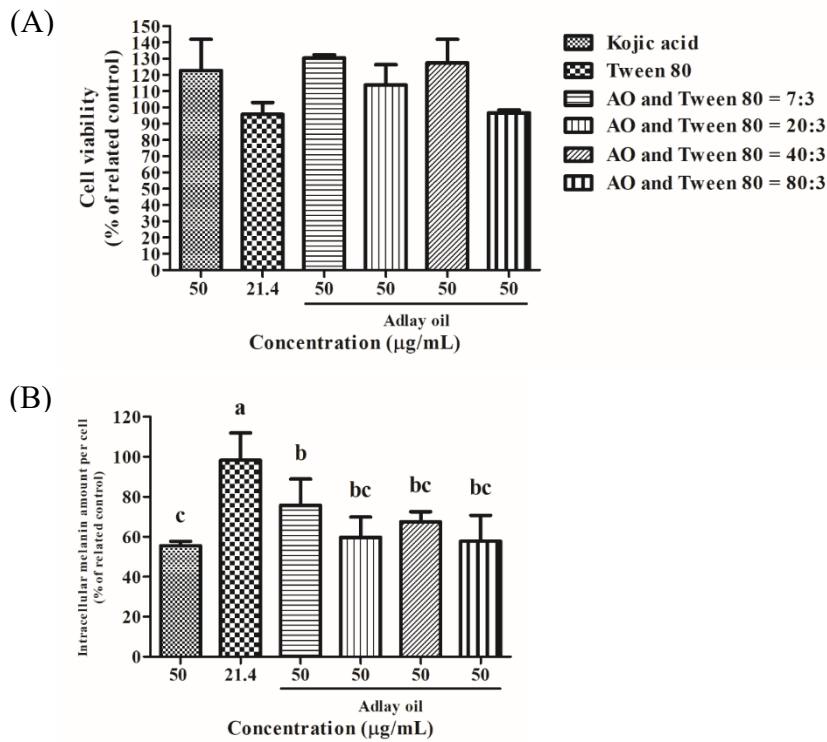 (A)
Cell viability
(% of related control)
150
140
130
120
110
100
90
80
70
60
50
40
30
20
10
0
50 21.4 50 50 50 50
Adlay oil
Concentration (μg/mL)
Kojic acid
Tween 80
AO and Tween 80 = 7:3
AO and Tween 80 = 20:3
AO and Tween 80 = 40:3
AO and Tween 80 = 80:3
(B)
Intracellular melanin amount per cell
(% of related control)
120
100
80
60
40
20
0
c a b bc bc bc
50 21.4 50 50 50 50
Adlay oil
Concentration (μg/mL)